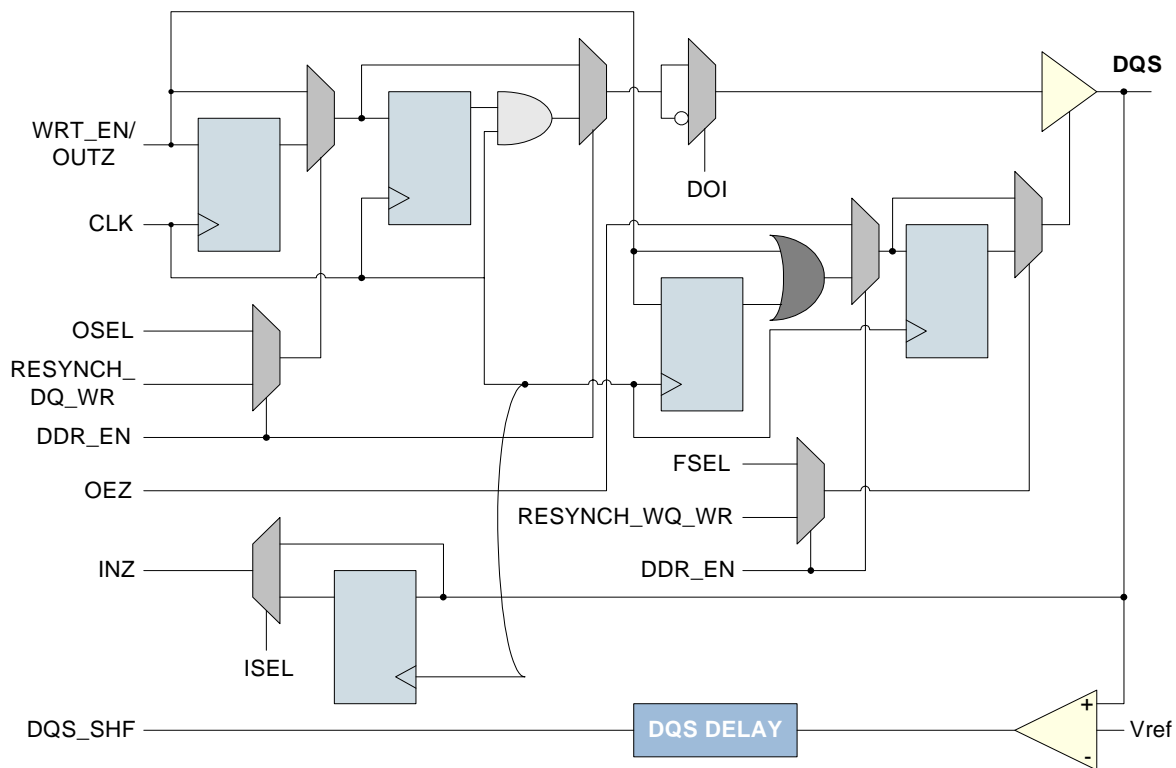 DQS
WRT_EN/
OUTZ
DOI
CLK
OSEL
RESYNCH_
DQ_WR
DDR_EN
FSEL
OEZ
RESYNCH_WQ_WR
INZ
DDR_EN
ISEL
+
DQS_SHF
DQS DELAY
Vref
-